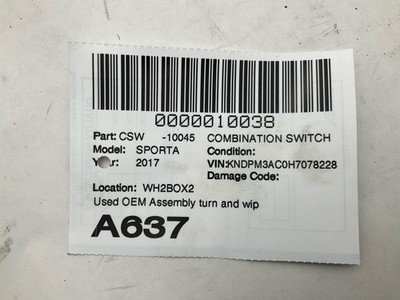 0000010038
Part: CSW -10045 COMBINATION SWITCH
Model: SPORTA Condition:
Year: 2017 VIN:KNDPM3AC0H7078228
Damage Code:
Location: WH2BOX2
Used OEM Assembly turn and wip
A637